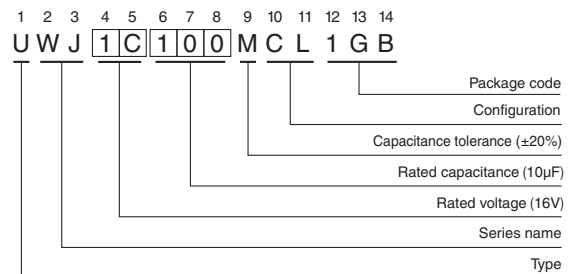 1 2 3 4 5 6 7 8 9 10 11 12 13 14
U W J 1 C 1 0 0 M C L 1 G B
Package code
Configuration
Capacitance tolerance (±20%)
Rated capacitance (10µF)
Rated voltage (16V)
Series name
Type